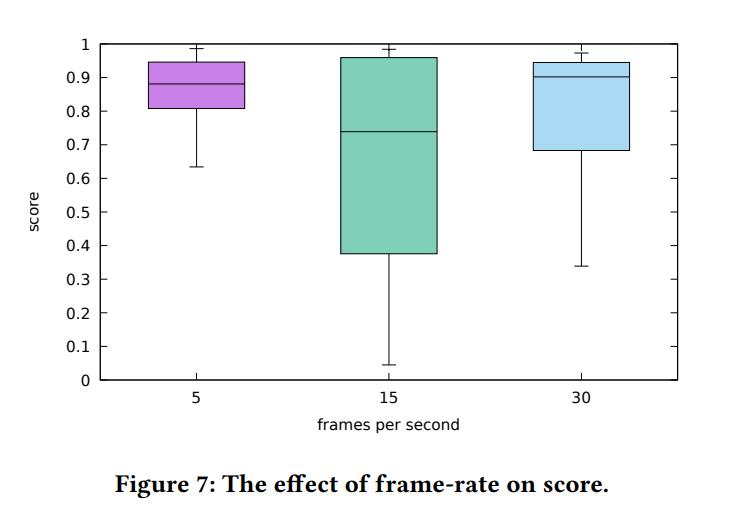 1
0.9
0.8
0.7
0.6
0.5
0.4
0.3
0.2
0.1
0
score
5 15 30
frames per second
Figure 7: The effect of frame-rate on score.